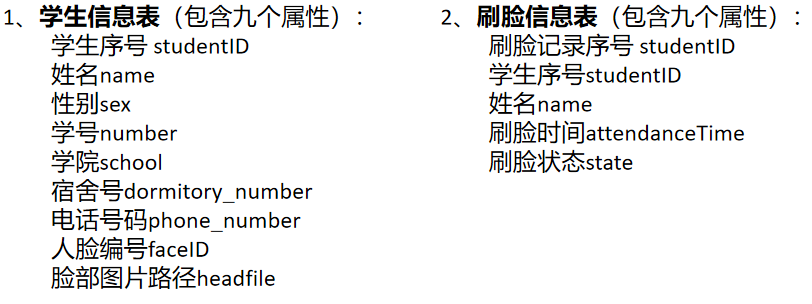 1、学生信息表（包含九个属性）：
学生序号 studentID
姓名name
性别sex
学号number
学院school
宿舍号dormitory_number
电话号码phone_number
人脸编号faceID
脸部图片路径headfile
2、刷脸信息表（包含九个属性）：
刷脸记录序号 studentID
学生序号studentID
姓名name
刷脸时间attendanceTime
刷脸状态state